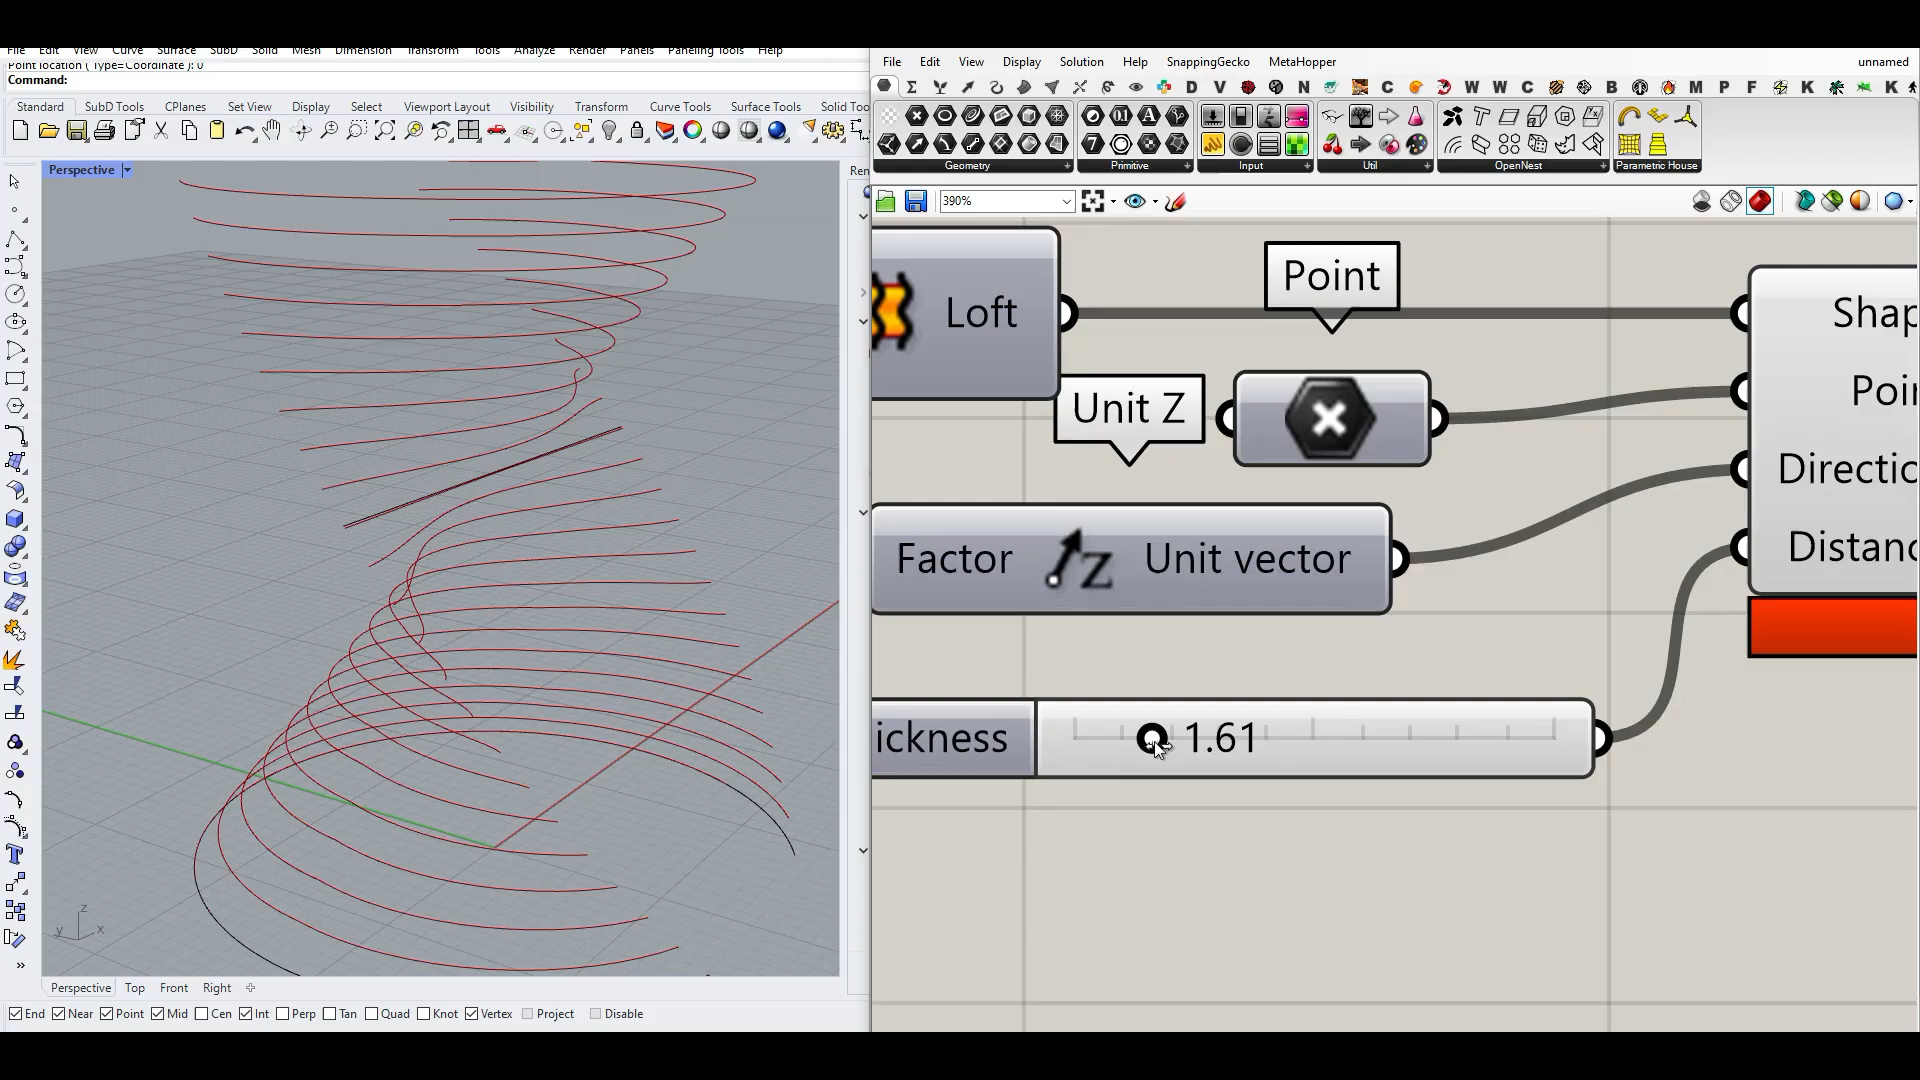 File Edit View Curve Surface SubD Solid Mesh Dimension Transform Tools Analyze Render Panels Paneling Tools Help
Point location ( Type=Coordinate ): 0
Command:
Standard SubD Tools CPlanes Set View Display Select Viewport Layout Visibility Transform Curve Tools Surface Tools Solid Too
Perspective
Ren
z
y x
Perspective Top Front Right
End Near Point Mid Cen Int Perp Tan Quad Knot Vertex Project Disable
File Edit View Display Solution Help SnappingGecko MetaHopper unnamed
D V N C W W C B M P F K K
Geometry Primitive Input Util OpenNest Parametric House
390%
Loft
Point
Shap
Unit Z
Poin
Directio
Factor Z Unit vector
Distanc
ickness 1.61